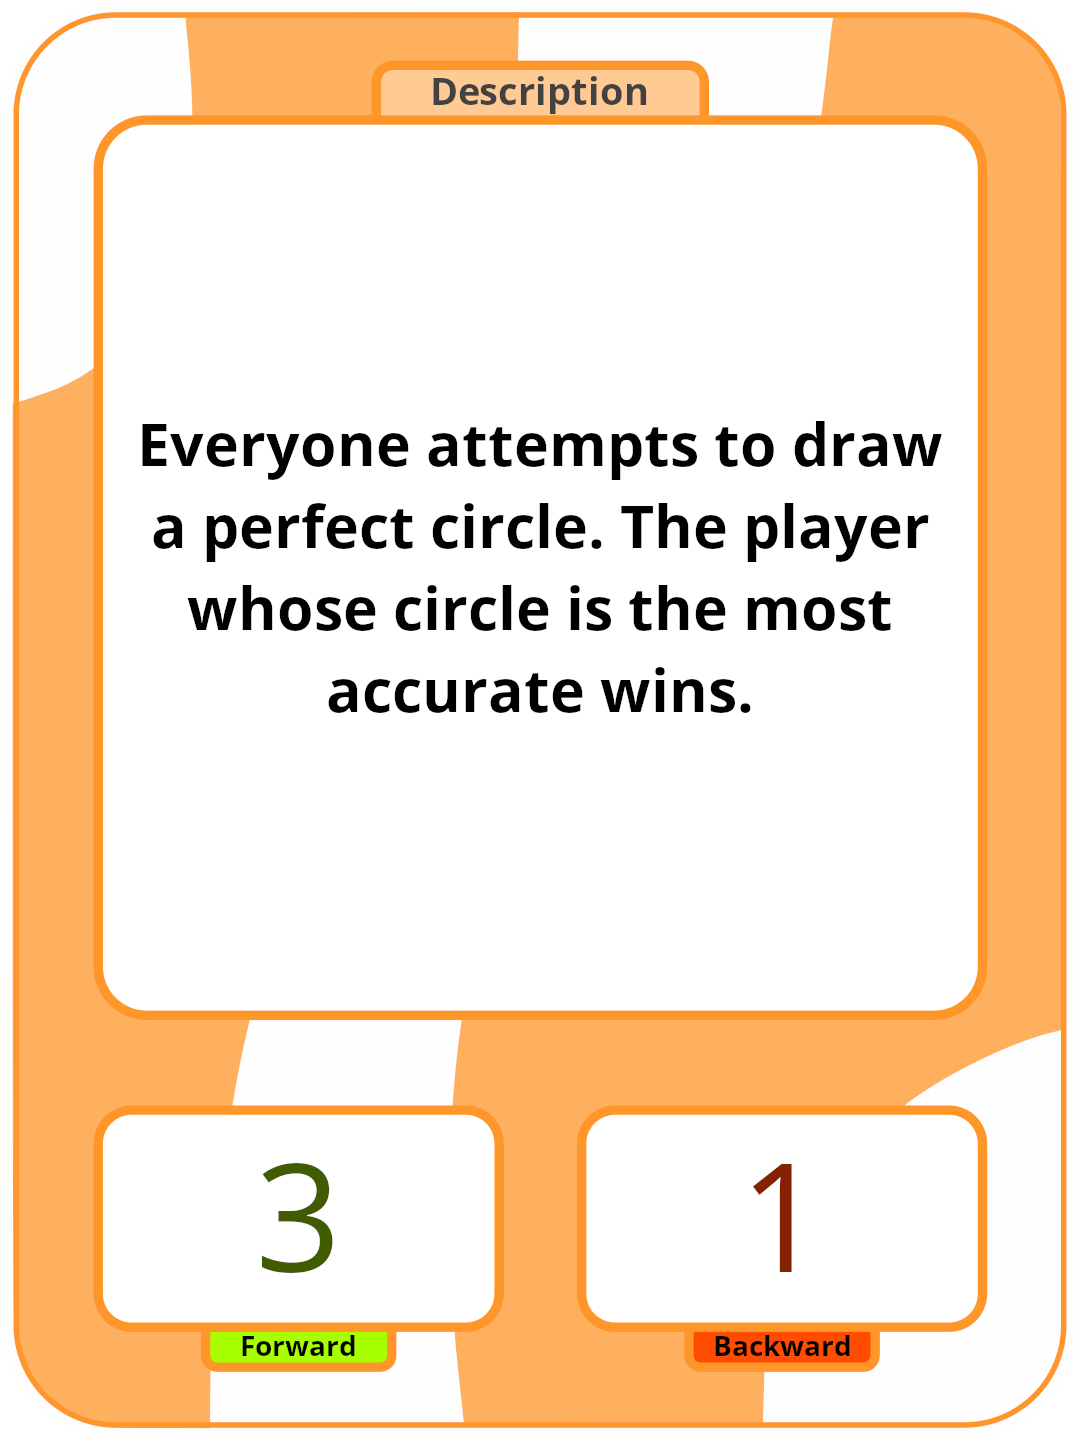 Description
Everyone attempts to draw
a perfect circle. The player
whose circle is the most
accurate wins.
3
1
Forward
Backward